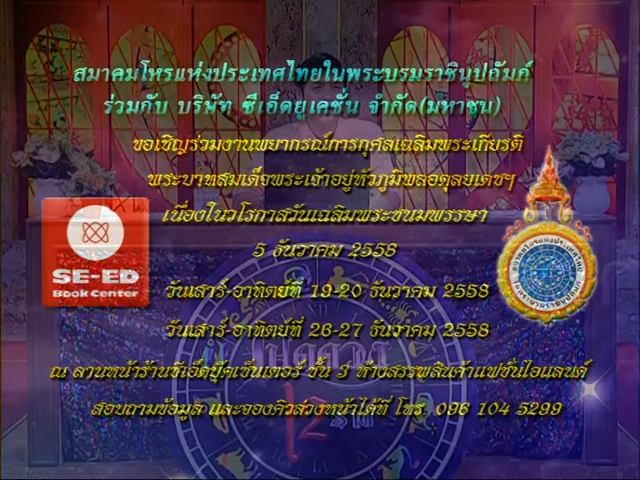 สมาคมโหรแห่งประเทศไทยในพระบรมราชินูปถัมภ์
ร่วมกับ บริษัท ซีเอ็ดยูเคชั่น จำกัด(มหาชน)
ขอเชิญร่วมงานพยากรณ์การกุศลเฉลิมพระเกียรติ
พระบาทสมเด็จพระเจ้าอยู่หัวภูมิพลอดุลยเดชฯ
เนื่องในวโรกาสวันเฉลิมพระชนมพรรษา
5 ธันวาคม 2558
SE-ED
Book Center
วันเสาร์-อาทิตย์ที่ 19-20 ธันวาคม 2558
วันเสาร์-อาทิตย์ที่ 26-27 ธันวาคม 2558
ณ ลานหน้าร้านซีเอ็ดบุ๊คเซ็นเตอร์ ชั้น 3 ห้างสรรพสินค้าแฟชั่นไอแลนด์
สอบถามข้อมูล และจองคิวล่วงหน้าได้ที่ โทร. 096 104 5299
12